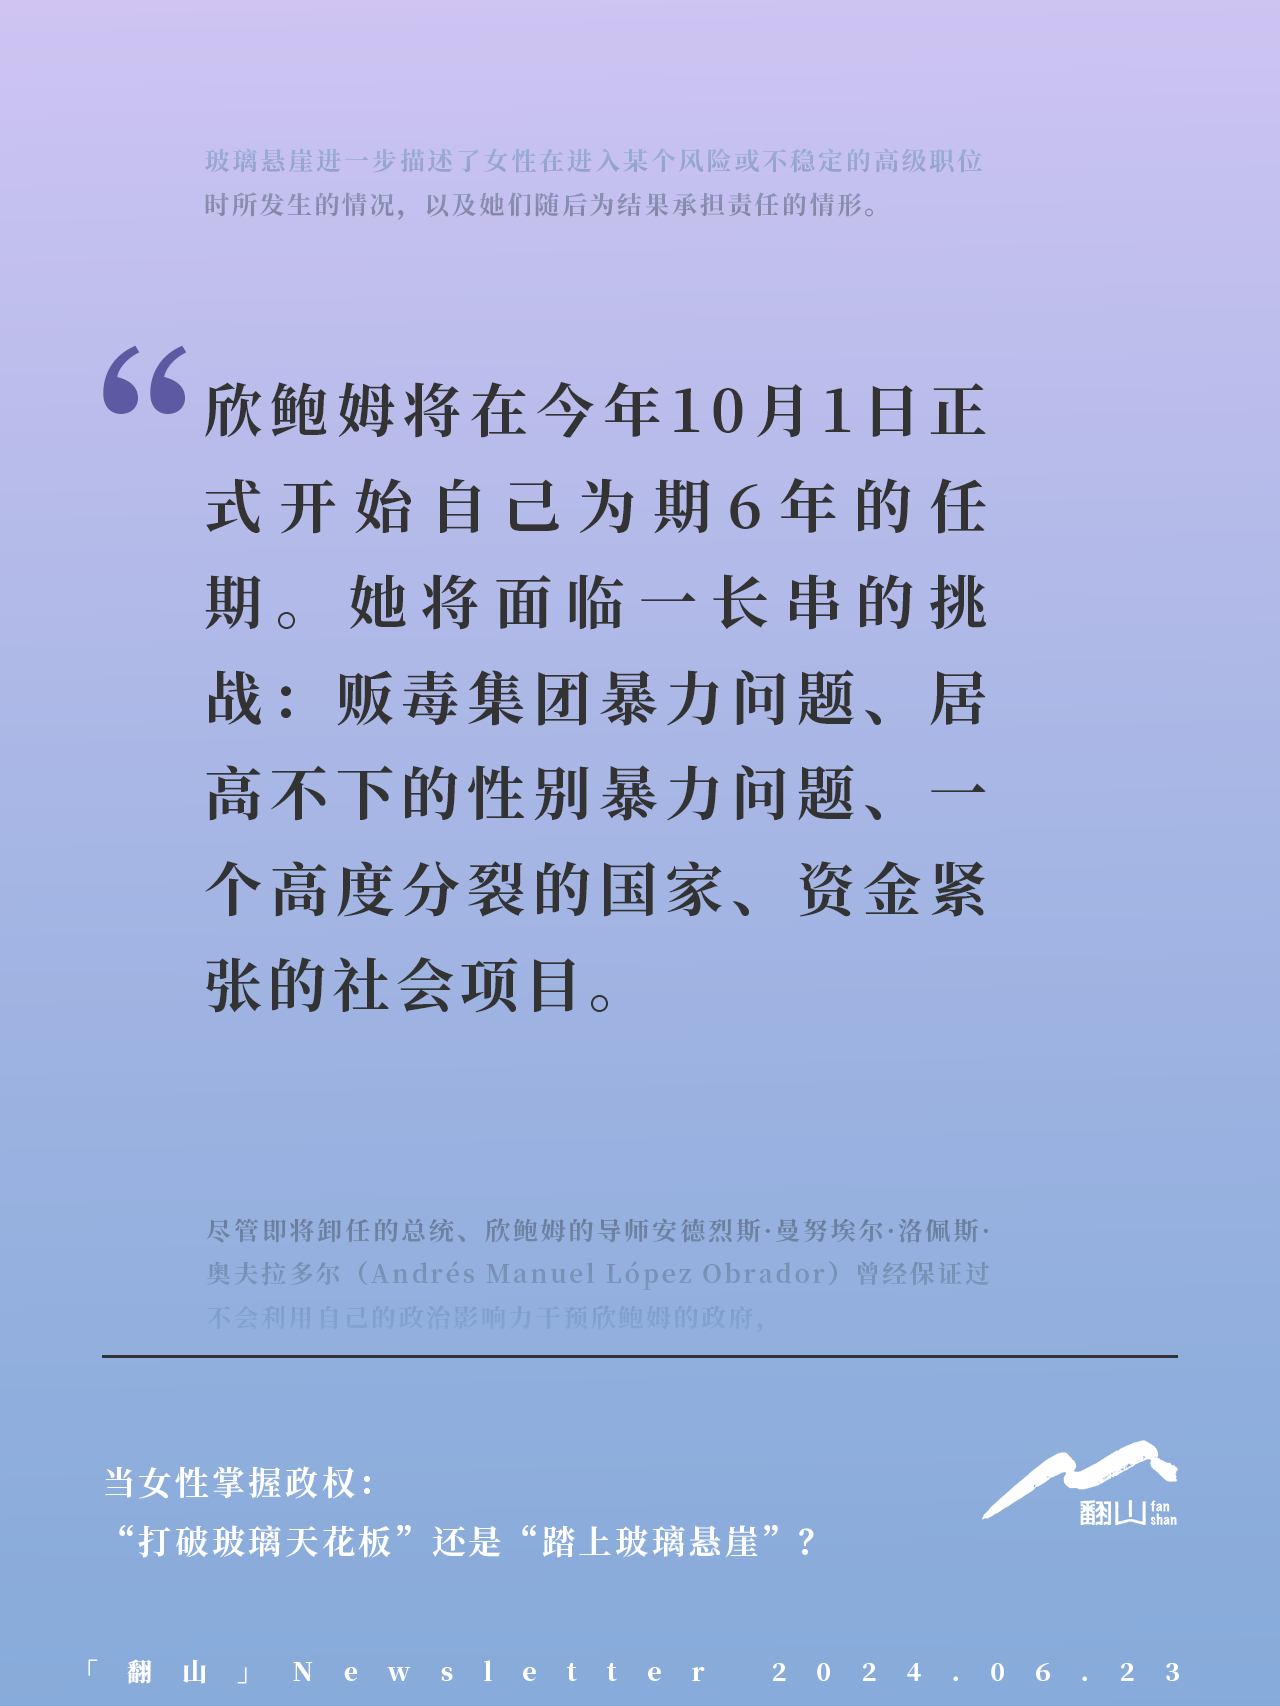 玻璃悬崖进一步描述了女性在进入某个风险或不稳定的高级职位
时所发生的情况，以及她们随后为结果承担责任的情形。
“欣鲍姆将在今年10月1日正
式开始自己为期6年的任
期。她将面临一长串的挑
战：贩毒集团暴力问题、居
高不下的性别暴力问题、一
个高度分裂的国家、资金紧
张的社会项目。
尽管即将卸任的总统、欣鲍姆的导师安德烈斯·曼努埃尔·洛佩斯·
奥夫拉多尔（Andrés Manuel López Obrador）曾经保证过
不会利用自己的政治影响力干预欣鲍姆的政府，
当女性掌握政权：
“打破玻璃天花板”还是“踏上玻璃悬崖”？
翻山 fan shan
「翻山」Newsletter 2024.06.23